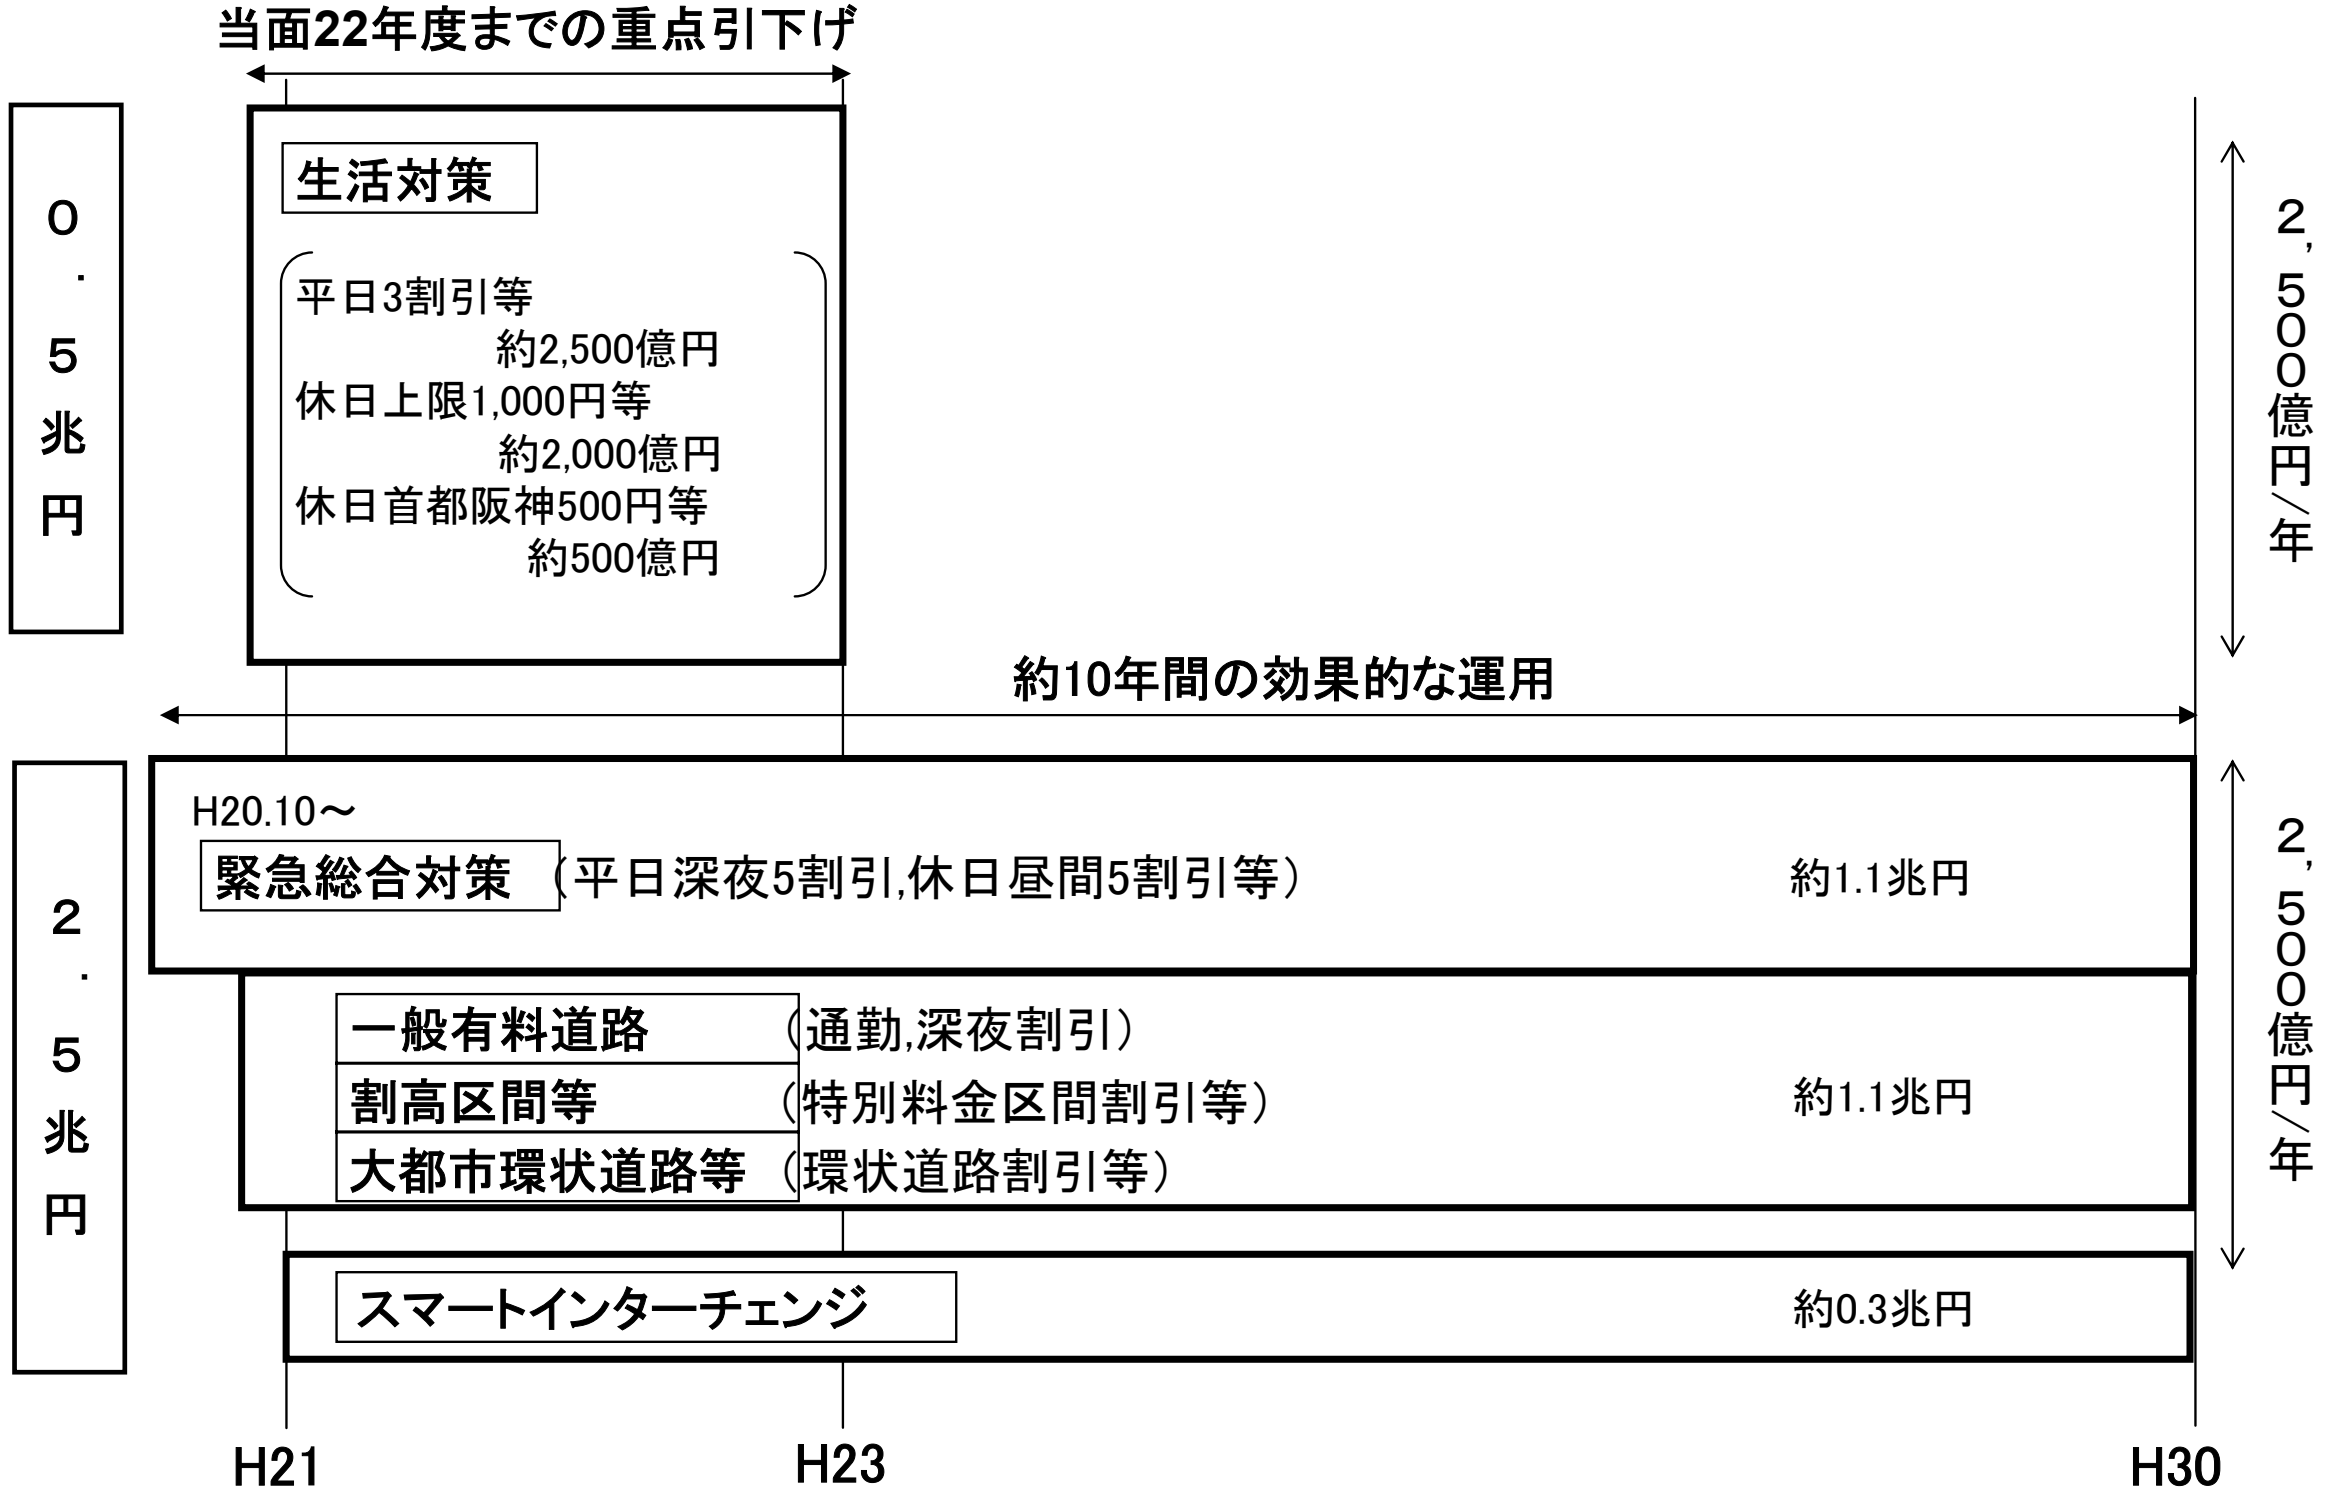 当面22年度までの重点引下げ
０．５兆円
生活対策
平日3割引等
約2,500億円
休日上限1,000円等
約2,000億円
休日首都阪神500円等
約500億円
２，５００億円/年
約10年間の効果的な運用
２．５兆円
H20.10～
緊急総合対策（平日深夜5割引,休日昼間5割引等） 約1.1兆円
一般有料道路（通勤,深夜割引）
割高区間等（特別料金区間割引等） 約1.1兆円
大都市環状道路等（環状道路割引等）
スマートインターチェンジ 約0.3兆円
２，５００億円/年
H21 H23 H30